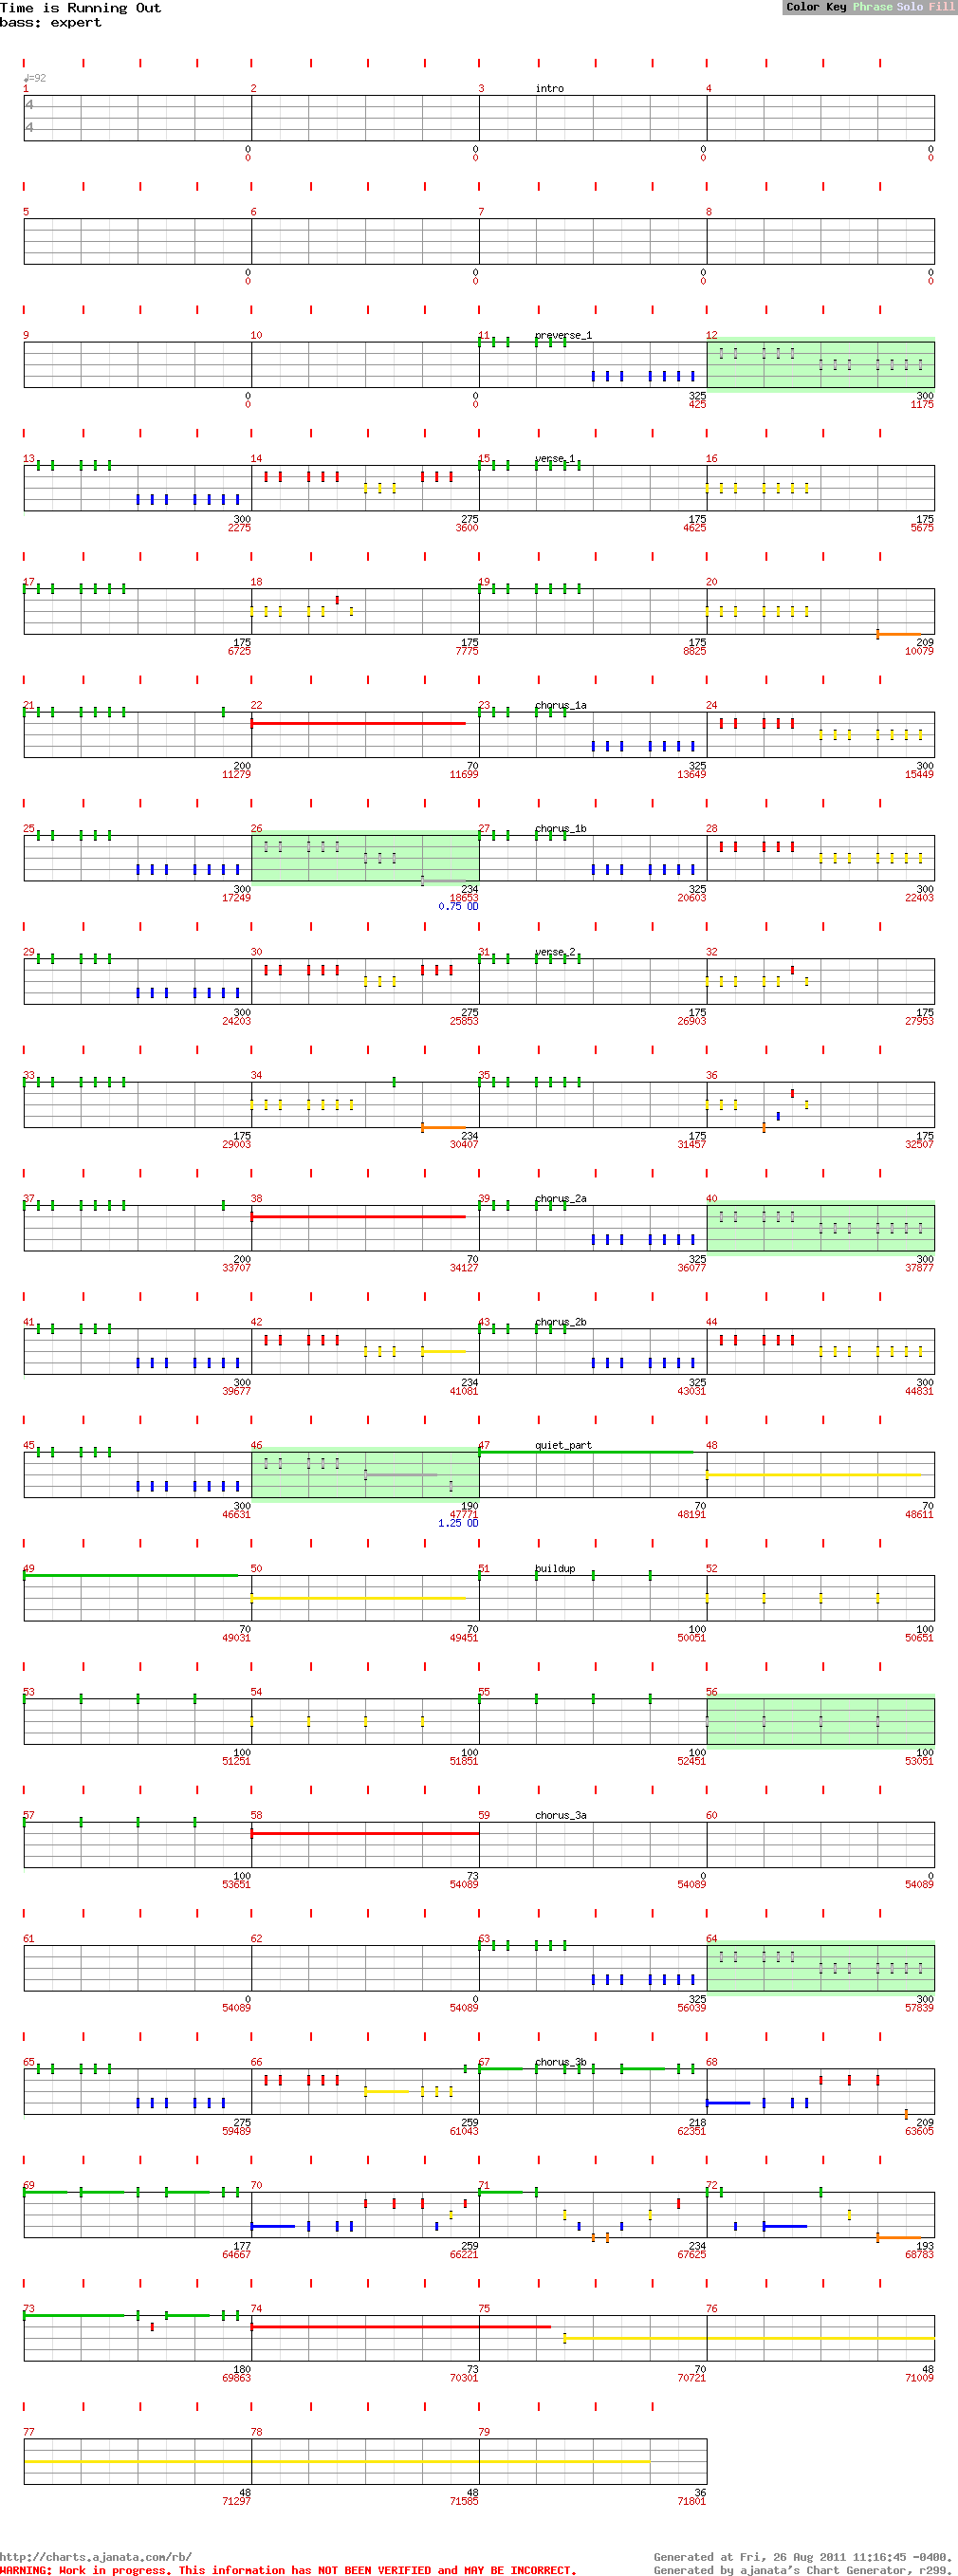 Time is Running Out
bass: expert
Color Key Phrase Solo Fill
♩=92
1 2 3 intro 4
4
4
0 0 0 0
0 0 0 0
5 6 7 8
0 0 0 0
0 0 0 0
9 10 11 preverse_1 12
0 0 325 300
0 0 425 1175
13 14 15 verse_1 16
300 275 175 175
2275 3600 4625 5675
17 18 19 20
175 175 175 209
6725 7775 8825 10079
21 22 23 chorus_1a 24
200 70 325 300
11279 11699 13649 15449
25 26 27 chorus_1b 28
300 234 325 300
17249 18653 20603 22403
0.75 OD
29 30 31 verse_2 32
300 275 175 175
24203 25853 26903 27953
33 34 35 36
175 234 175 175
29003 30407 31457 32507
37 38 39 chorus_2a 40
200 70 325 300
33707 34127 36077 37877
41 42 43 chorus_2b 44
300 234 325 300
39677 41081 43031 44831
45 46 47 quiet_part 48
300 190 70 70
46631 47771 48191 48611
1.25 OD
49 50 51 buildup 52
70 70 100 100
49031 49451 50051 50651
53 54 55 56
100 100 100 100
51251 51851 52451 53051
57 58 59 chorus_3a 60
100 73 0 0
53651 54089 54089 54089
61 62 63 64
0 0 325 300
54089 54089 56039 57839
65 66 67 chorus_3b 68
275 259 218 209
59489 61043 62351 63605
69 70 71 72
177 259 234 193
64667 66221 67625 68783
73 74 75 76
180 73 70 48
69863 70301 70721 71009
77 78 79
48 48 36
71297 71585 71801
http://charts.ajanata.com/rb/ Generated at Fri, 26 Aug 2011 11:16:45 -0400.
WARNING: Work in progress. This information has NOT BEEN VERIFIED and MAY BE INCORRECT. Generated by ajanata's Chart Generator, r299.